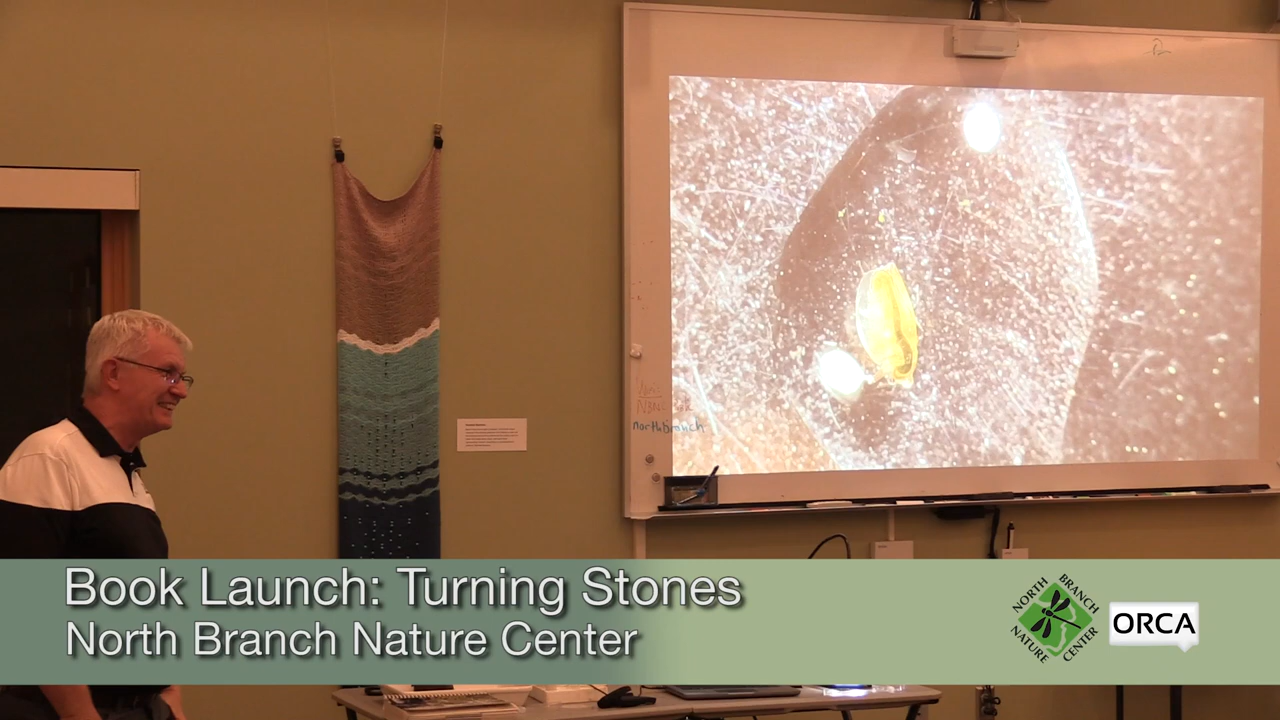 northbranch
Book Launch: Turning Stones
North Branch Nature Center
NORTH BRANCH
NATURE CENTER
ORCA